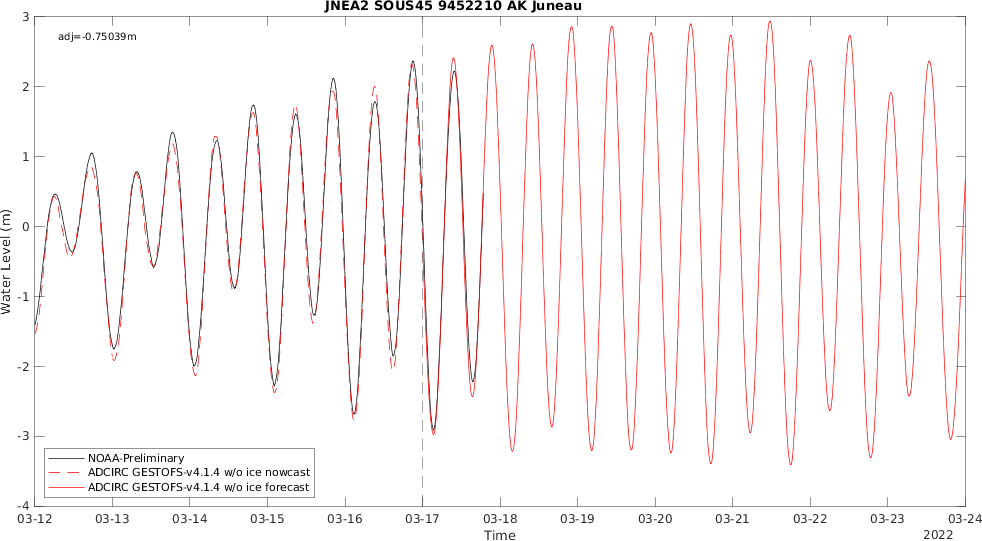 JNEA2 SOUS45 9452210 AK Juneau
adj=-0.75039m
3
2
1
0
-1
-2
-3
-4
Water Level (m)
NOAA-Preliminary
ADCIRC GESTOFS-v4.1.4 w/o ice nowcast
ADCIRC GESTOFS-v4.1.4 w/o ice forecast
03-12 03-13 03-14 03-15 03-16 03-17 03-18 03-19 03-20 03-21 03-22 03-23 03-24
Time
2022